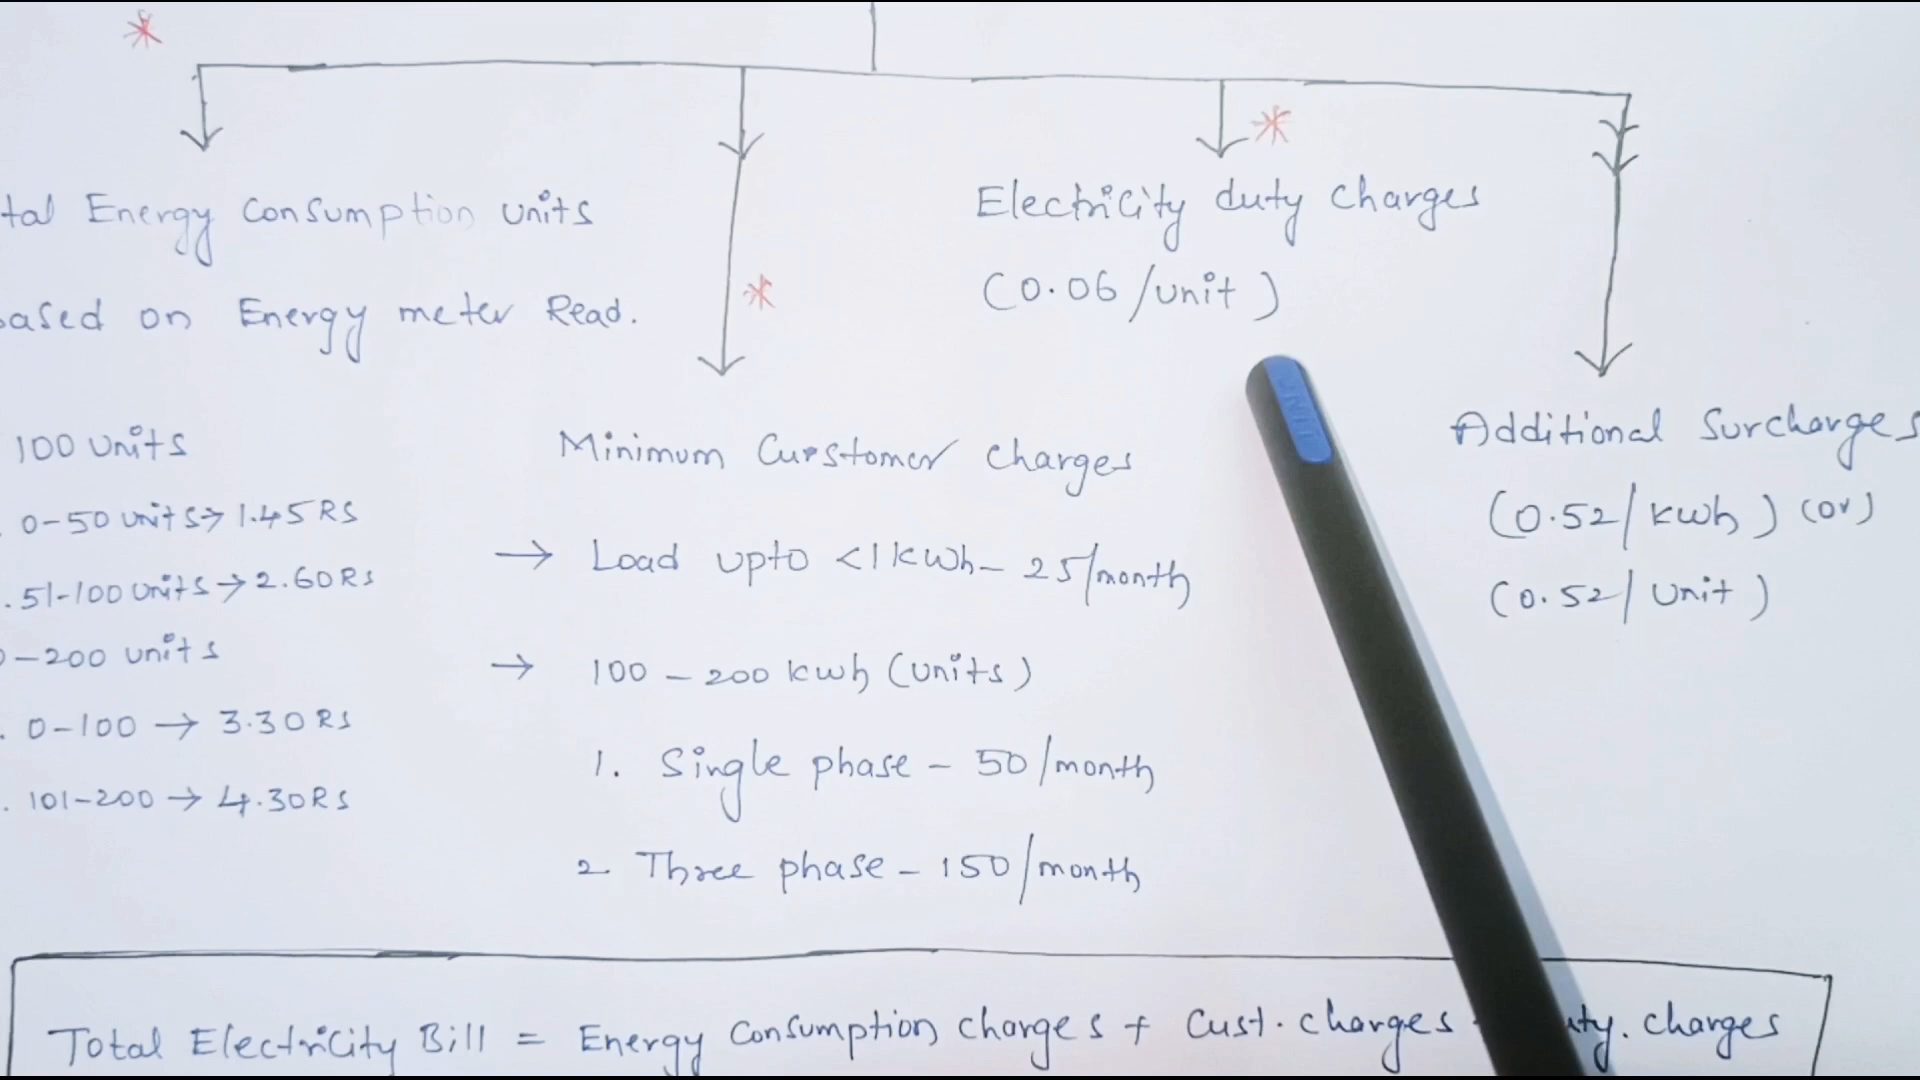 tal Energy Consumption units
based on Energy meter Read.
100 units
0-50 units → 1.45 RS
.51-100 units → 2.60 RS
-200 units
. 0-100 → 3.30 RS
. 101-200 → 4.30 RS
Minimum Curstomer charges
→ Load upto <1 kwh - 25/month
→ 100 - 200 kwh (units)
1. Single phase - 50/month
2. Three phase - 150/month
Electricity duty charges
(0.06/unit)
Additional Surcharges
(0.52/kwh) (or)
(0.52/unit)
Total Electricity Bill = Energy Consumption charges + Cust. charges uty. charges